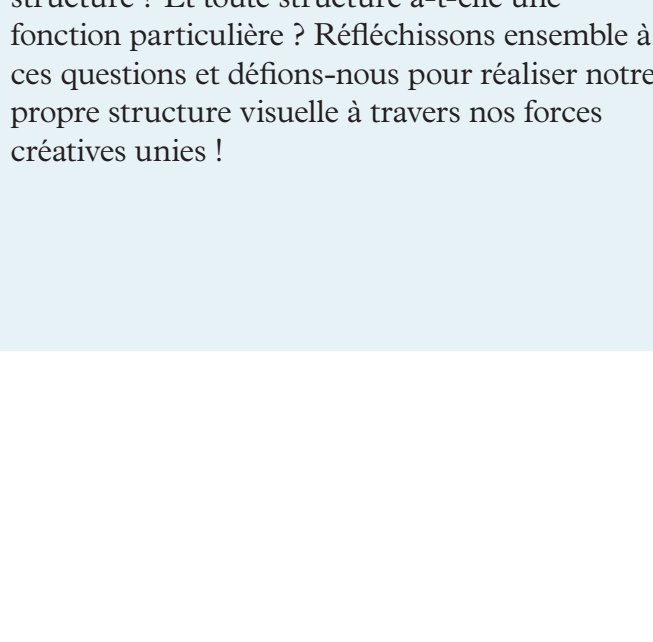 structure ? Et toute structure a-t-elle une
fonction particulière ? Réfléchissons ensemble à
ces questions et défions-nous pour réaliser notre
propre structure visuelle à travers nos forces
créatives unies !